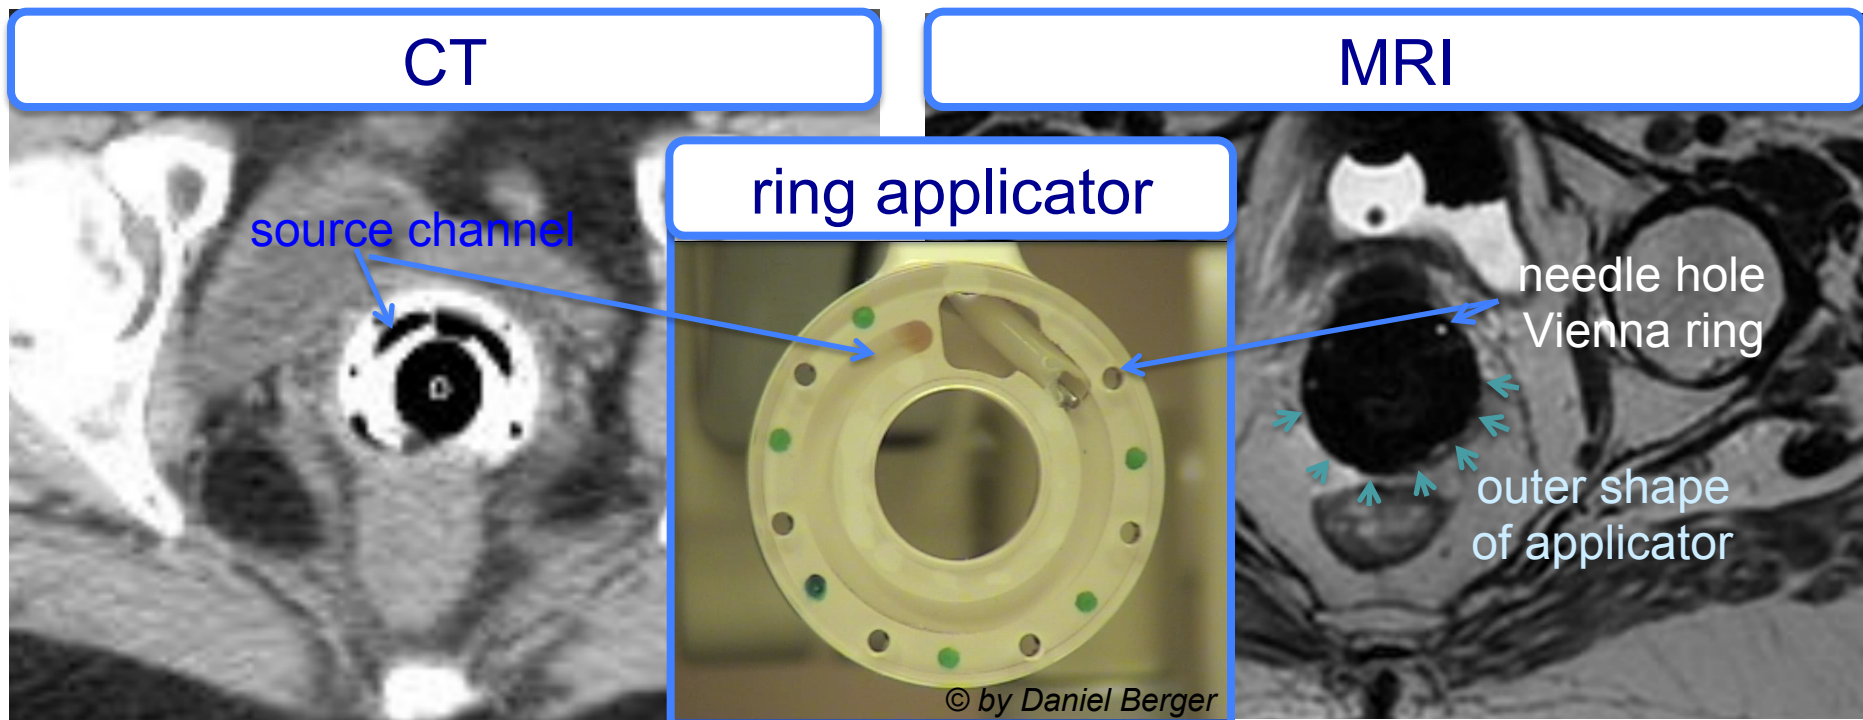 CT
MRI
ring applicator
source channel
needle hole
Vienna ring
outer shape
of applicator
© by Daniel Berger